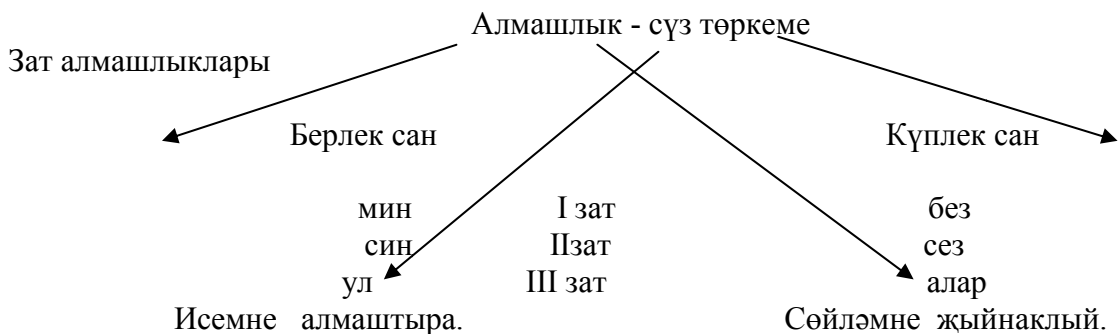 Алмашлык - сүз төркеме
Зат алмашлыклары
Берлек сан Күплек сан
мин I зат без
син IIзат сез
ул III зат алар
Исемне алмаштыра. Сөйләмне җыйнаклый.